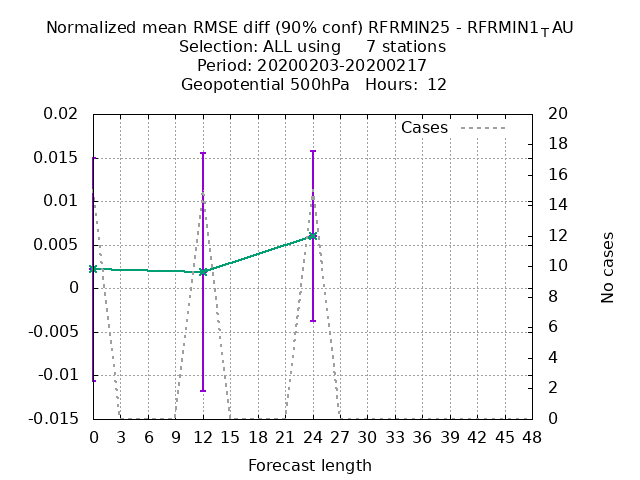 Normalized mean RMSE diff (90% conf) RFRMIN25 - RFRMIN1TAU
Selection: ALL using 7 stations
Period: 20200203-20200217
Geopotential 500hPa Hours: 12
Cases
0.02
0.015
0.01
0.005
0
-0.005
-0.01
-0.015
20
18
16
14
12
10
8
6
4
2
0
No cases
0 3 6 9 12 15 18 21 24 27 30 33 36 39 42 45 48
Forecast length